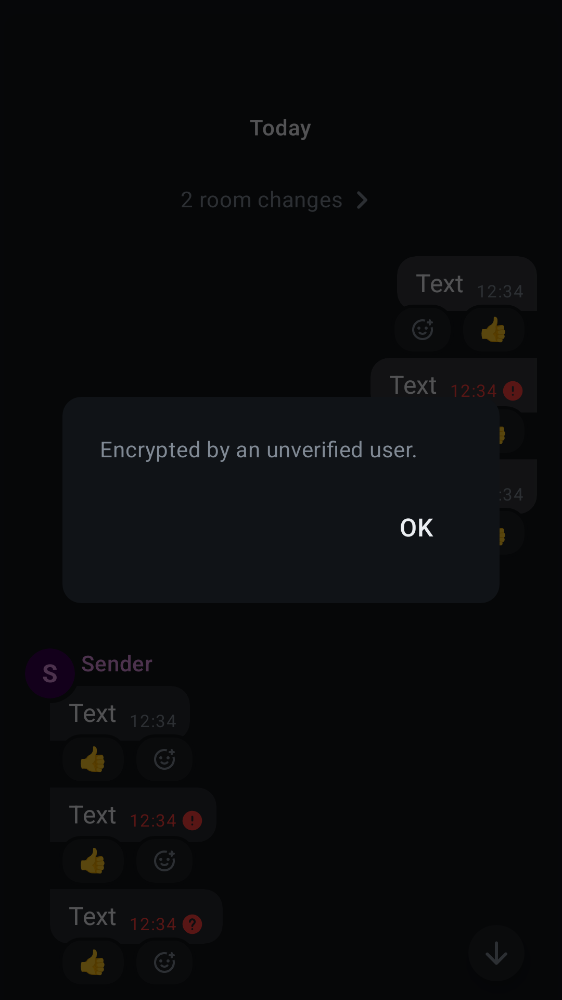 Today
2 room changes
Text 12:34
Text 12:34
Encrypted by an unverified user.
:34
OK
S Sender
Text 12:34
Text 12:34
Text 12:34